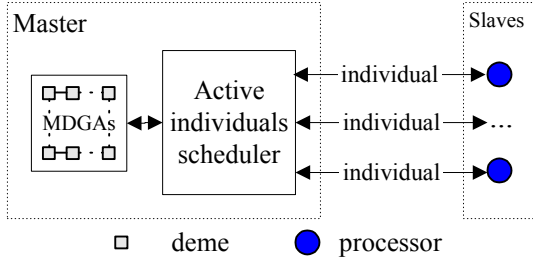 Master
Slaves
MDGAs
Active
individuals
scheduler
individual
individual
...
individual
deme
processor